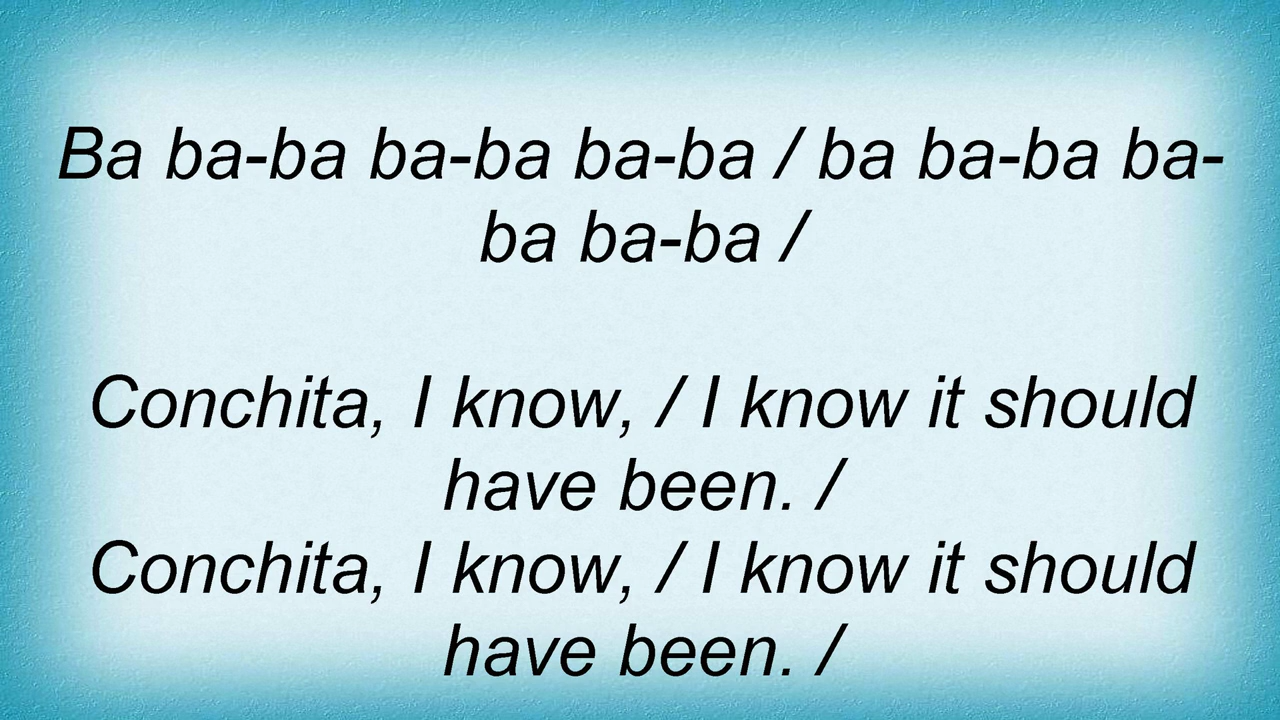 Ba ba-ba ba-ba ba-ba / ba ba-ba ba-
ba ba-ba /
Conchita, I know, / I know it should
have been. /
Conchita, I know, / I know it should
have been. /